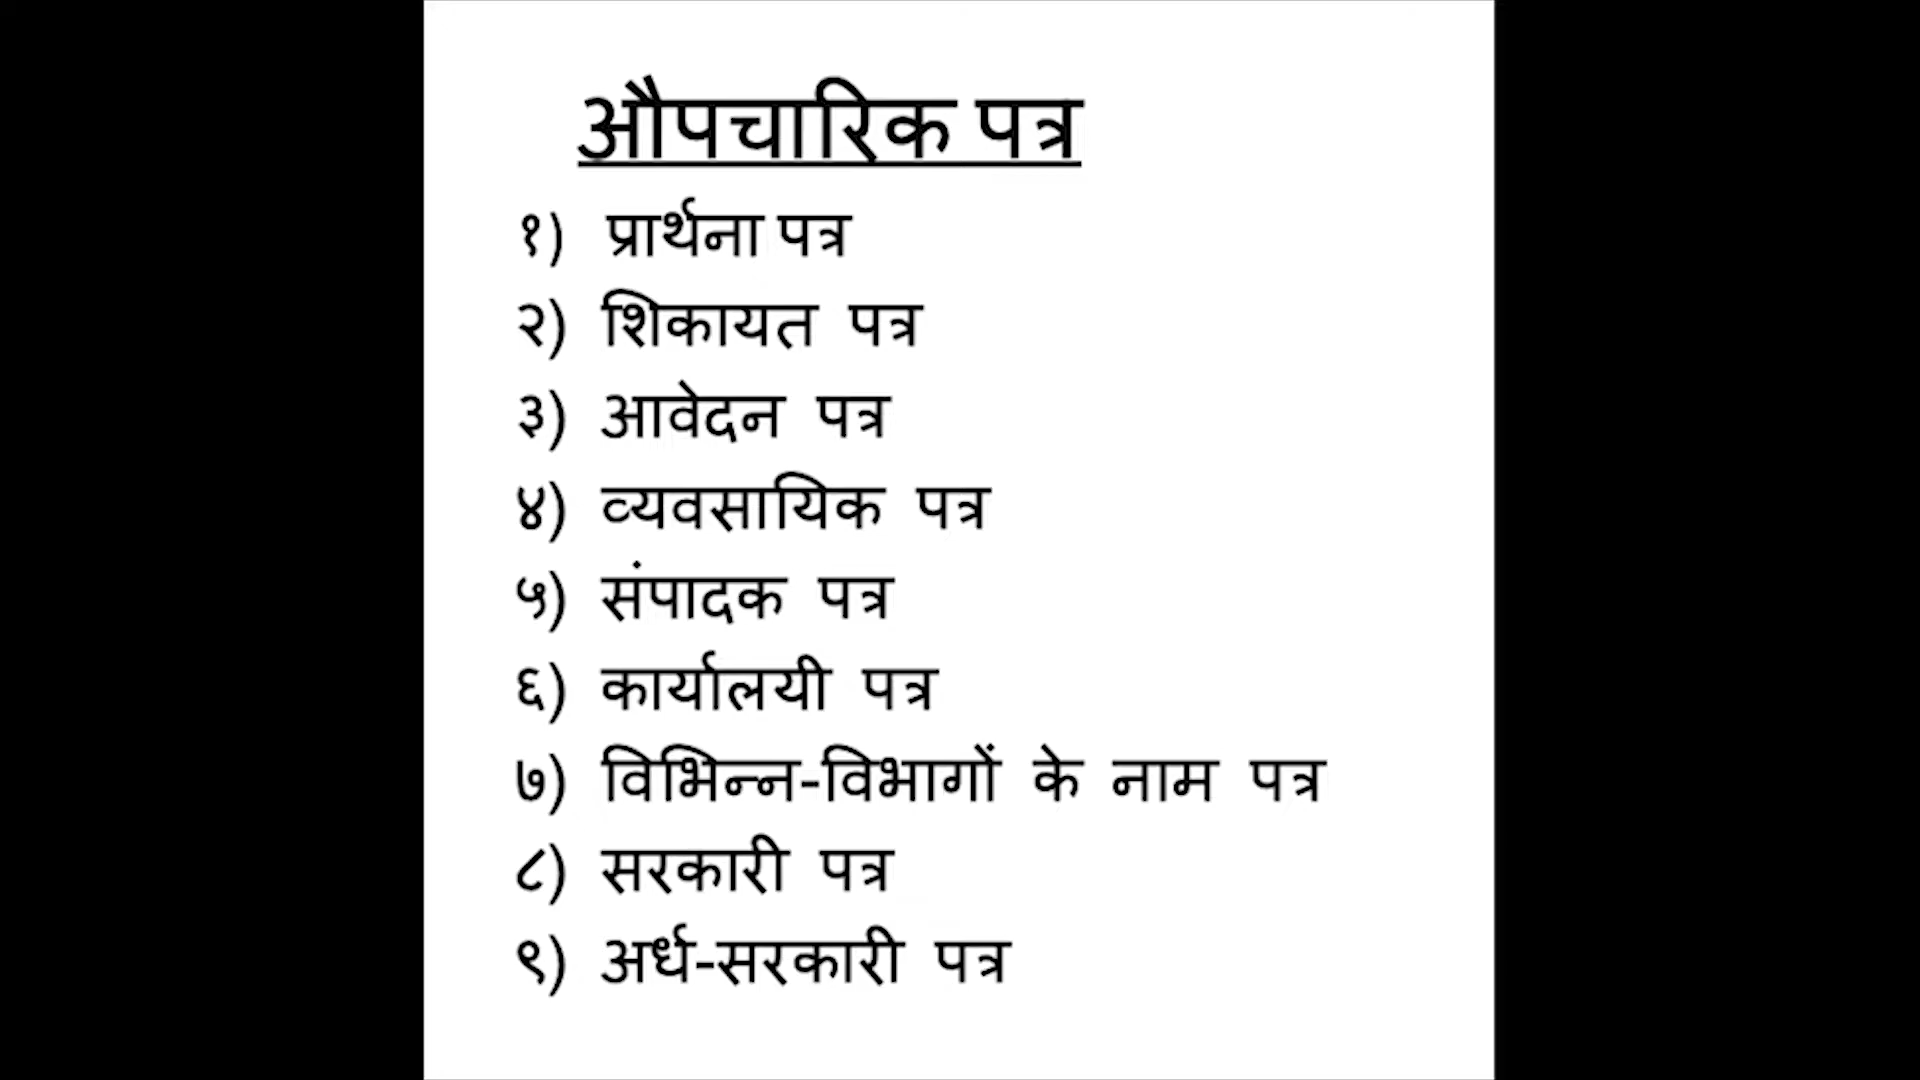 औपचारिक पत्र
१) प्रार्थना पत्र
२) शिकायत पत्र
३) आवेदन पत्र
४) व्यवसायिक पत्र
५) संपादक पत्र
६) कार्यालयी पत्र
७) विभिन्न-विभागों के नाम पत्र
८) सरकारी पत्र
९) अर्ध-सरकारी पत्र